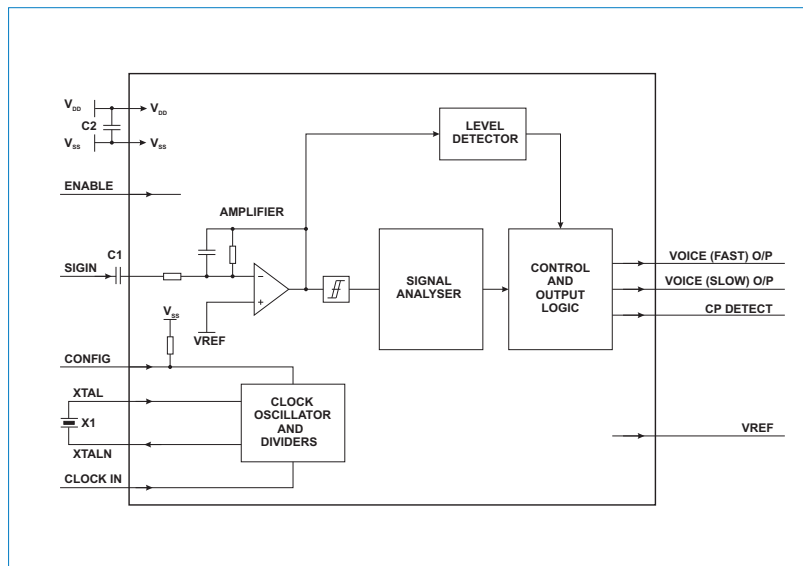 V_DD
V_DD
C2
V_SS
V_SS
LEVEL
DETECTOR
ENABLE
AMPLIFIER
C1
SIGIN
−
+
SIGNAL
ANALYSER
CONTROL
AND
OUTPUT
LOGIC
VOICE (FAST) O/P
VOICE (SLOW) O/P
CP DETECT
V_SS
VREF
CONFIG
XTAL
X1
XTALN
CLOCK IN
CLOCK
OSCILLATOR
AND
DIVIDERS
VREF